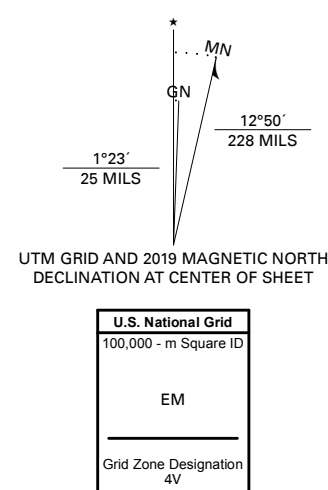 ★
MN
GN
12°50´
228 MILS
1°23´
25 MILS
UTM GRID AND 2019 MAGNETIC NORTH
DECLINATION AT CENTER OF SHEET
U.S. National Grid
100,000 - m Square ID
EM
Grid Zone Designation
4V